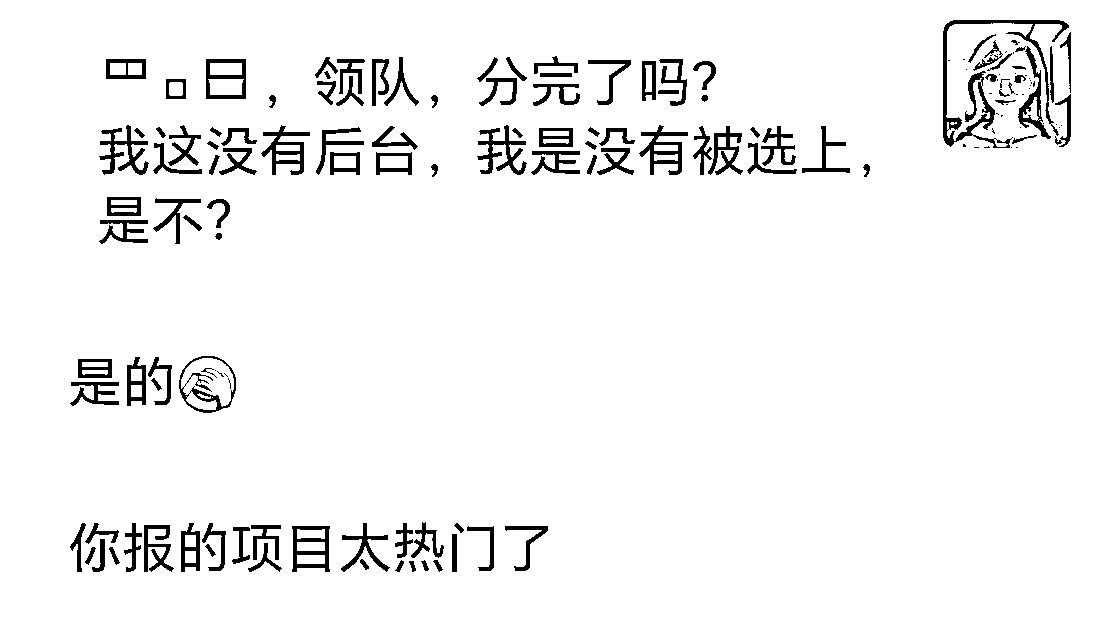 ，领队，分完了吗？
我这没有后台，我是没有被选上，
是不？
是的
你报的项目太热门了